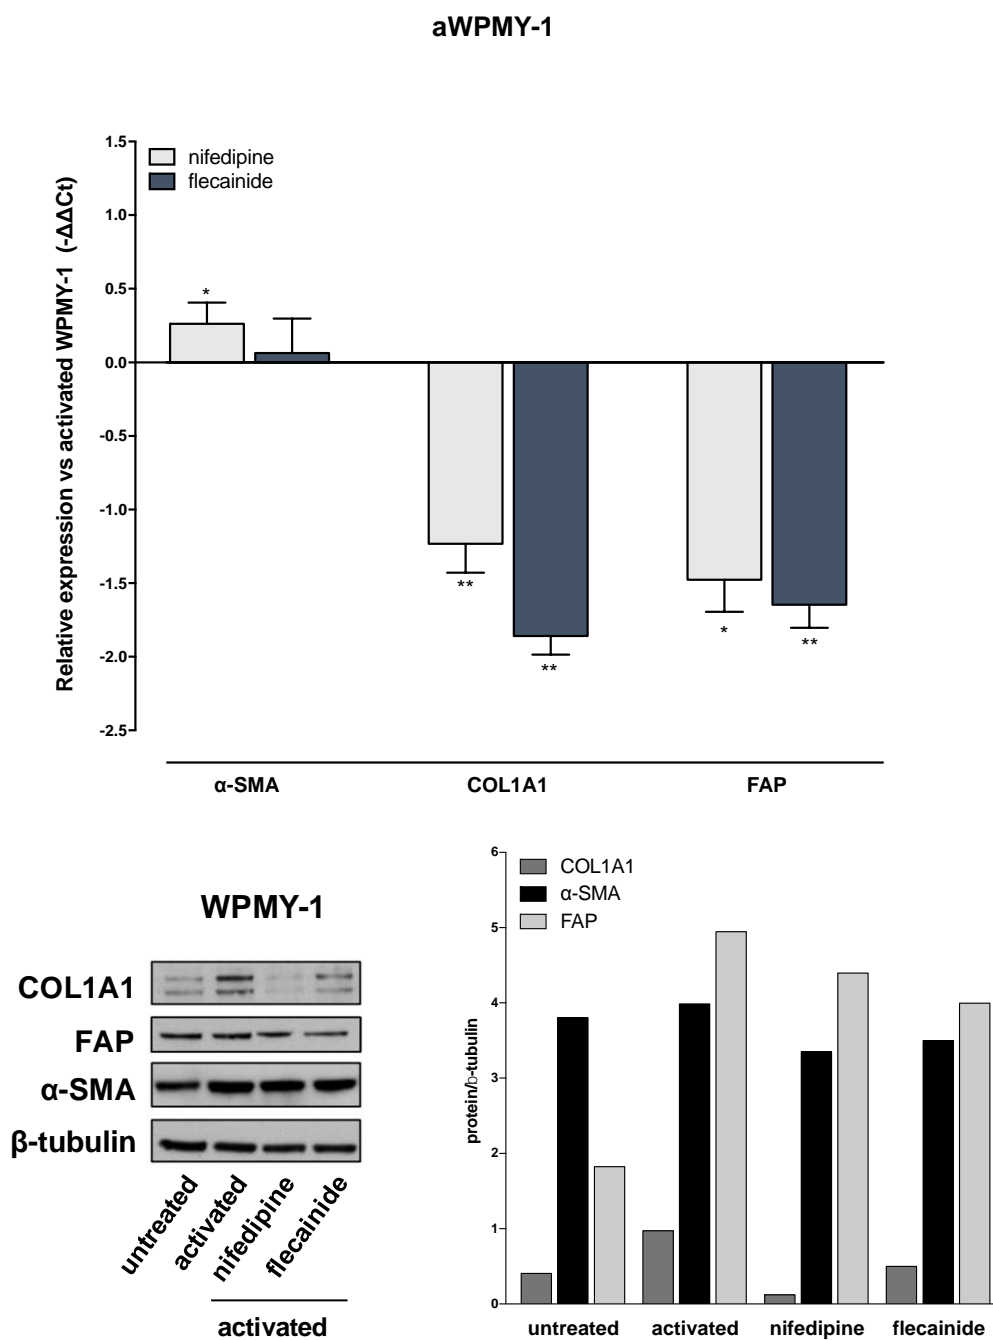 aWPMY-1
Relative expression vs activated WPMY-1 (-ΔΔCt)
1.5
1.0
0.5
0.0
-0.5
-1.0
-1.5
-2.0
-2.5
nifedipine
flecainide
*
**
**
*
**
α-SMA COL1A1 FAP
WPMY-1
COL1A1
FAP
α-SMA
β-tubulin
untreated
activated
nifedipine
flecainide
activated
protein/b-tubulin
6
5
4
3
2
1
0
COL1A1
α-SMA
FAP
untreated activated nifedipine flecainide